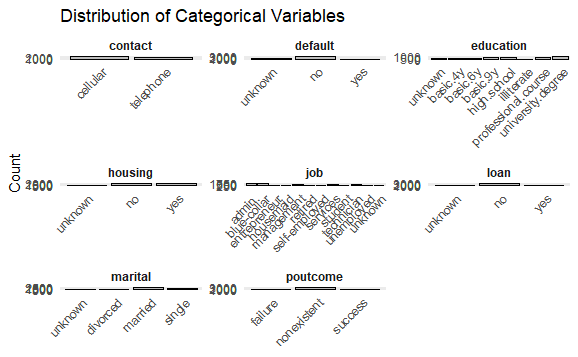 Distribution of Categorical Variables
contact
default
education
cellular
telephone
unknown
no
yes
unknown
basic.4y
basic.6y
basic.9y
high.school
illiterate
professional.course
university.degree
Count
housing
job
loan
unknown
no
yes
admin.
blue-collar
entrepreneur
housemaid
management
retired
self-employed
services
student
technician
unemployed
unknown
unknown
no
yes
marital
poutcome
unknown
divorced
married
single
failure
nonexistent
success